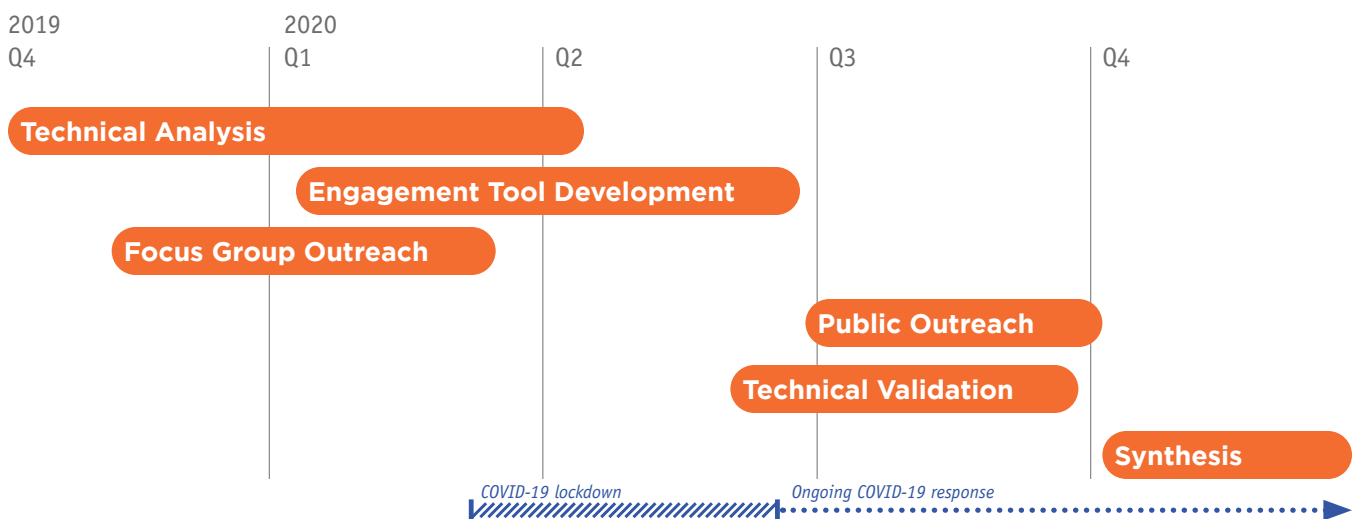 2019 2020
Q4 Q1 Q2 Q3 Q4
Technical Analysis
Engagement Tool Development
Focus Group Outreach
Public Outreach
Technical Validation
Synthesis
COVID-19 lockdown Ongoing COVID-19 response